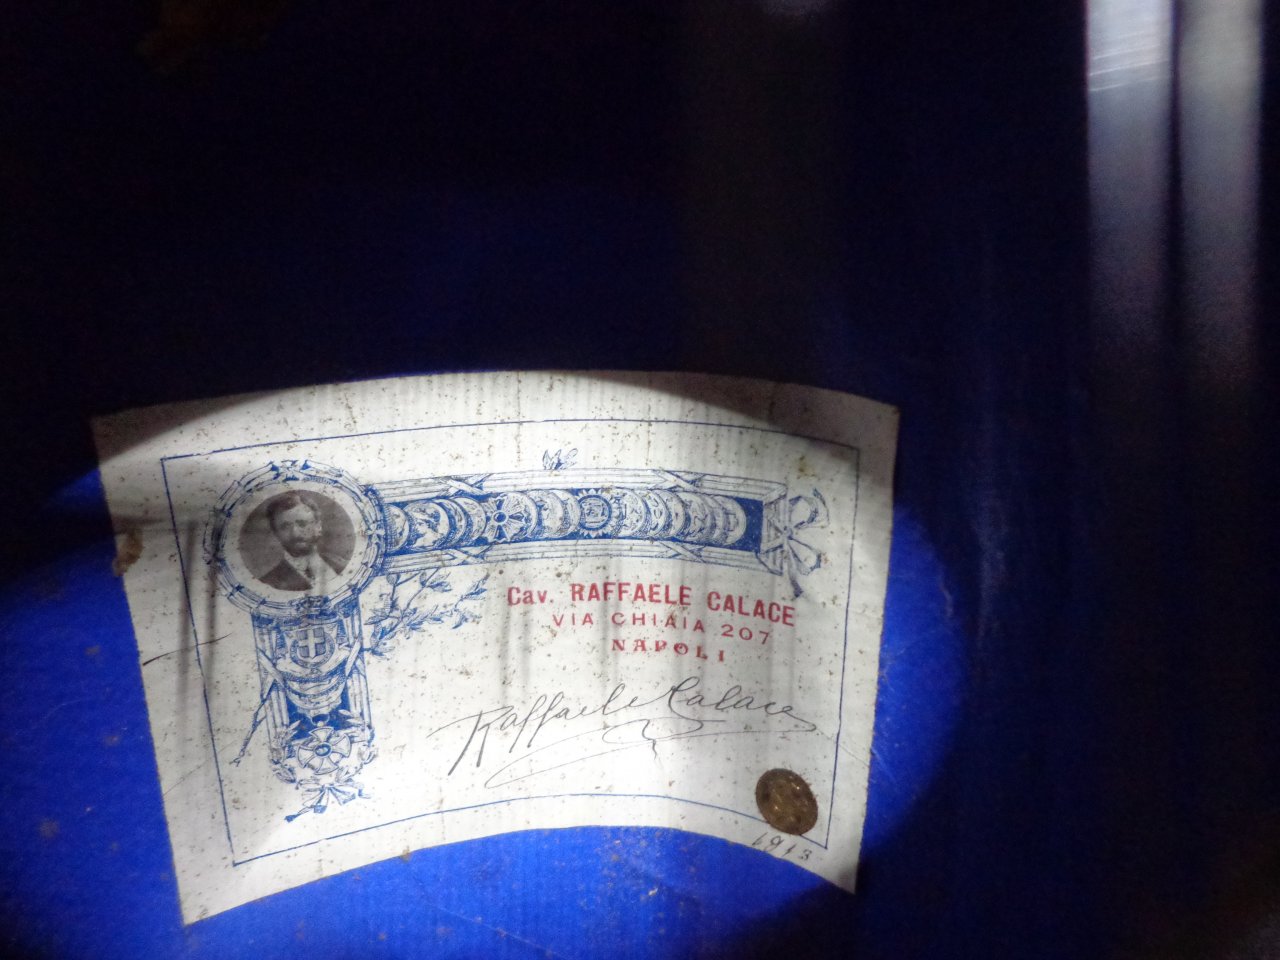 Cav. RAFFAELE CALACE
VIA CHIAIA 207
NAPOLI
Raffaele Calace
1913